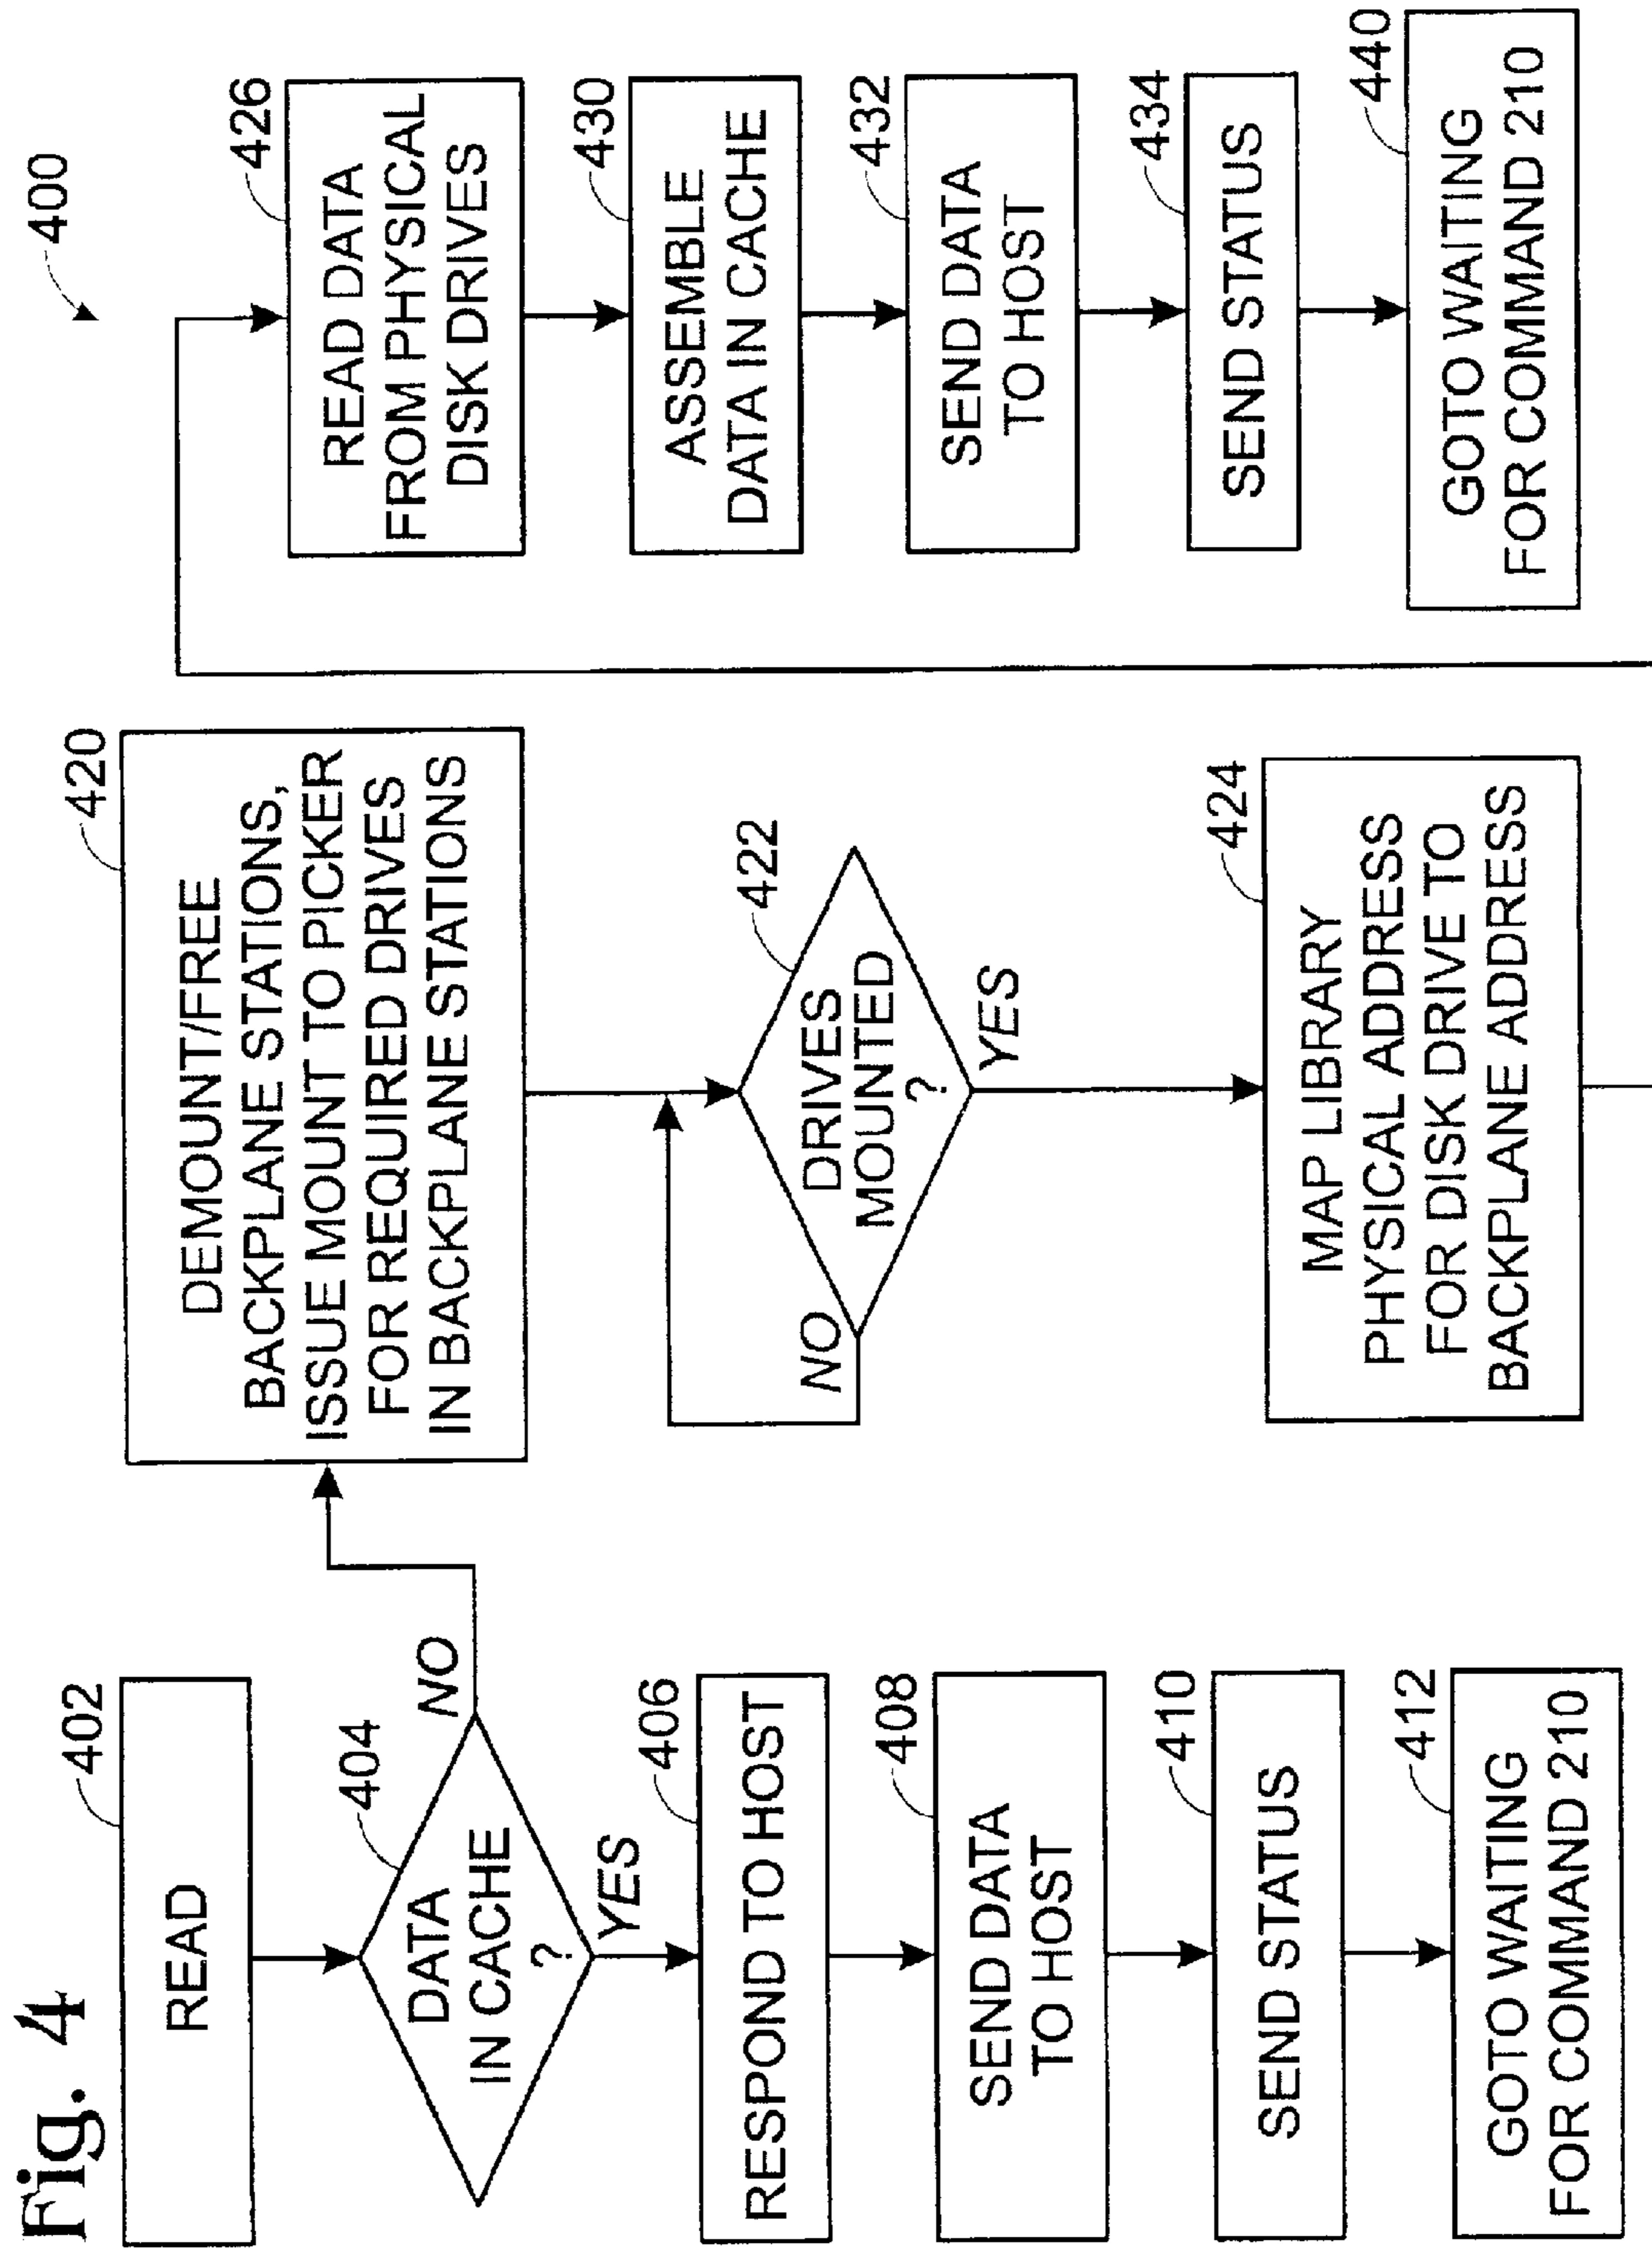 Fig. 4
400
402
READ
404
DATA
IN CACHE
?
NO
YES
406
RESPOND TO HOST
408
SEND DATA
TO HOST
410
SEND STATUS
412
GOTO WAITING
FOR COMMAND 210
420
DEMOUNT/FREE
BACKPLANE STATIONS,
ISSUE MOUNT TO PICKER
FOR REQUIRED DRIVES
IN BACKPLANE STATIONS
422
DRIVES
MOUNTED
?
NO
YES
424
MAP LIBRARY
PHYSICAL ADDRESS
FOR DISK DRIVE TO
BACKPLANE ADDRESS
426
READ DATA
FROM PHYSICAL
DISK DRIVES
430
ASSEMBLE
DATA IN CACHE
432
SEND DATA
TO HOST
434
SEND STATUS
440
GOTO WAITING
FOR COMMAND 210